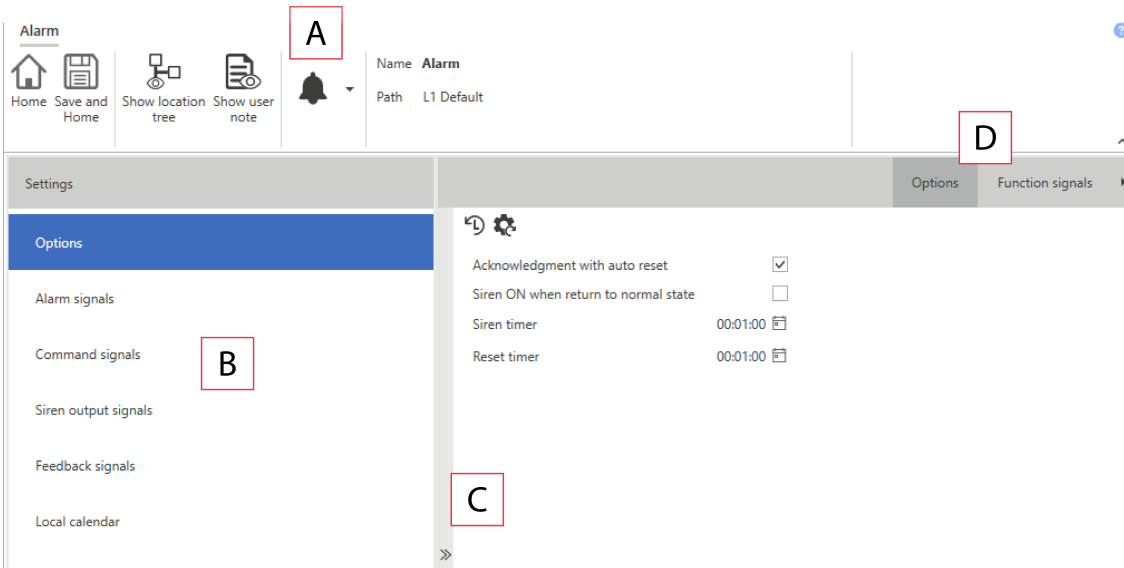 Alarm
A
?
Name Alarm
Path L1 Default
Home Save and Home
Show location tree
Show user note
D
Settings
Options Function signals
Options
Alarm signals
Command signals
B
Siren output signals
Feedback signals
Local calendar
Acknowledgment with auto reset
Siren ON when return to normal state
Siren timer 00:01:00
Reset timer 00:01:00
C